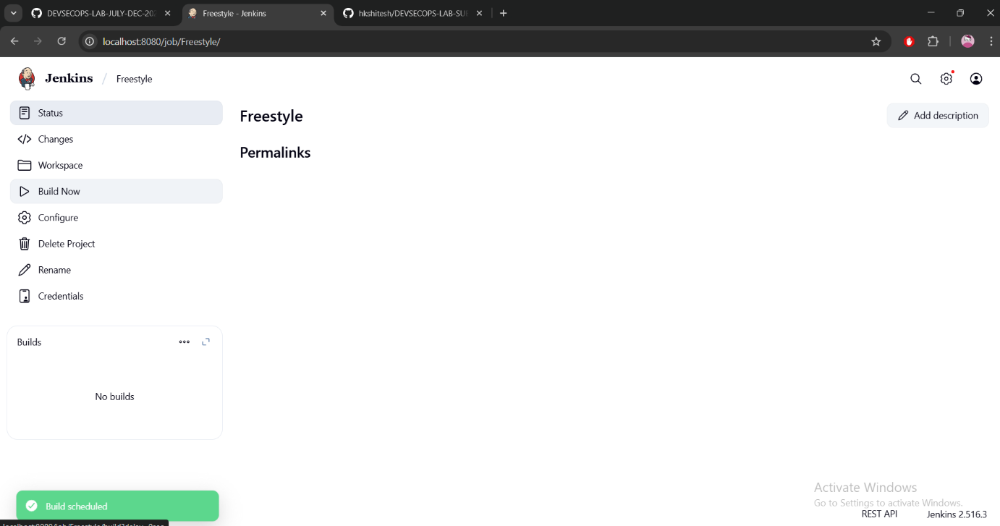 DEVSECOPS-LAB-JULY-DEC-202
Freestyle - Jenkins
hkshitesh/DEVSECOPS-LAB-SUB
localhost:8080/job/Freestyle/
Jenkins / Freestyle
Status
Changes
Workspace
Build Now
Configure
Delete Project
Rename
Credentials
Freestyle
Add description
Permalinks
Builds
No builds
Build scheduled
Activate Windows
Go to Settings to activate Windows.
REST API
Jenkins 2.516.3